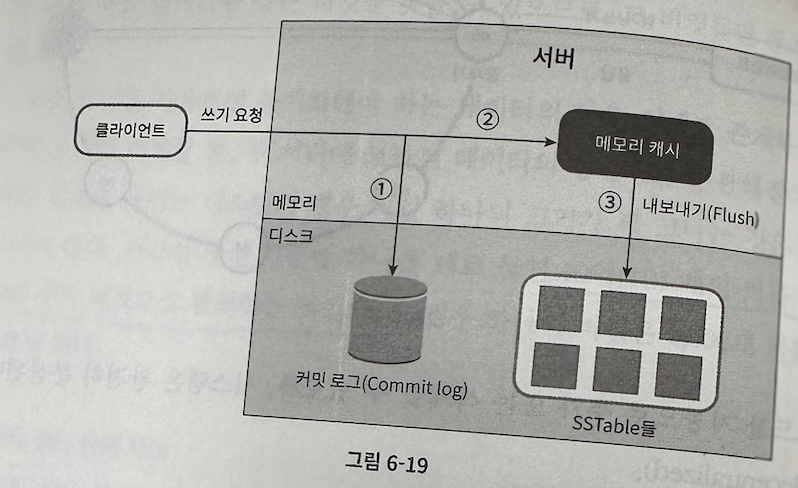 서버
클라이언트
쓰기 요청
②
메모리 캐시
①
③
내보내기(Flush)
메모리
디스크
커밋 로그(Commit log)
SSTable들
그림 6-19